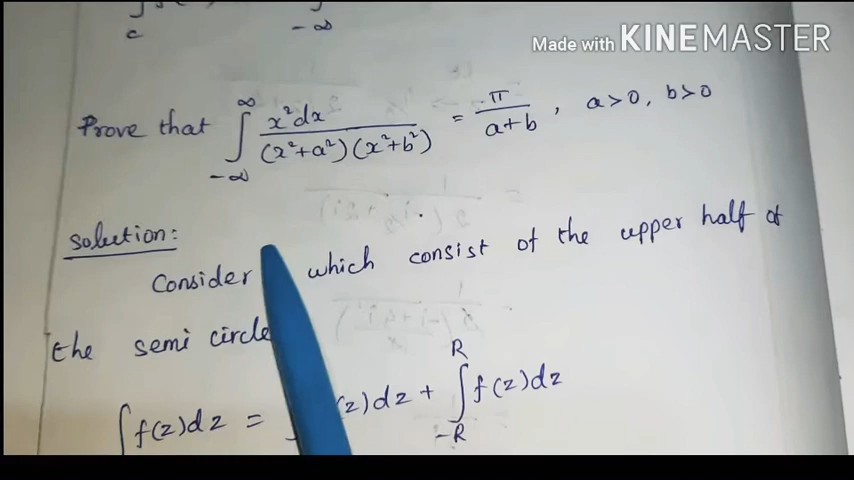 c -∞
Made with KINEMASTER
Prove that ∫_{-∞}^{∞} x²dx / (x²+a²)(x²+b²) = π / a+b , a>0, b>0
Solution:
Consider which consist of the upper half of
the semi circle
∫f(z)dz = z)dz + ∫_{-R}^{R} f(z)dz